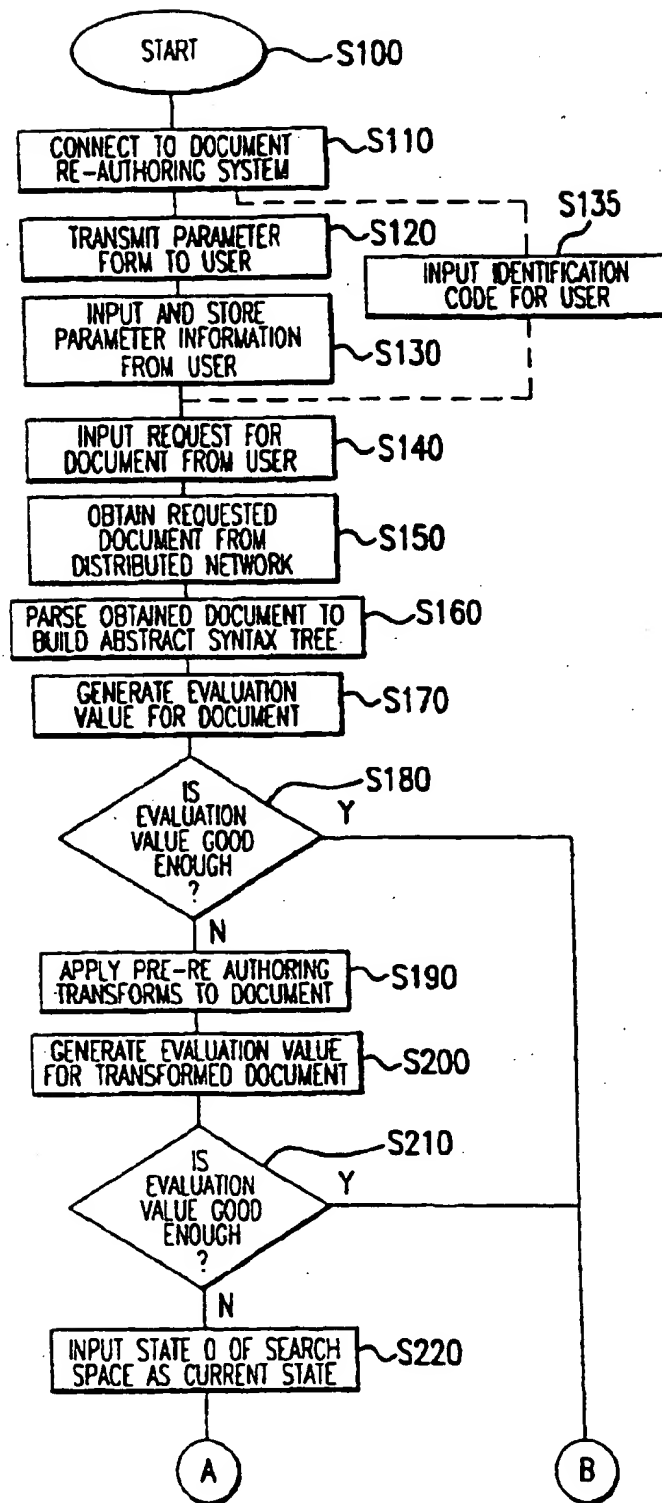 START
S100
CONNECT TO DOCUMENT
RE-AUTHORING SYSTEM
S110
TRANSMIT PARAMETER
FORM TO USER
S120
S135
INPUT IDENTIFICATION
CODE FOR USER
INPUT AND STORE
PARAMETER INFORMATION
FROM USER
S130
INPUT REQUEST FOR
DOCUMENT FROM USER
S140
OBTAIN REQUESTED
DOCUMENT FROM
DISTRIBUTED NETWORK
S150
PARSE OBTAINED DOCUMENT TO
BUILD ABSTRACT SYNTAX TREE
S160
GENERATE EVALUATION
VALUE FOR DOCUMENT
S170
IS
EVALUATION
VALUE GOOD
ENOUGH
?
S180
Y
N
APPLY PRE-RE AUTHORING
TRANSFORMS TO DOCUMENT
S190
GENERATE EVALUATION VALUE
FOR TRANSFORMED DOCUMENT
S200
IS
EVALUATION
VALUE GOOD
ENOUGH
?
S210
Y
N
INPUT STATE 0 OF SEARCH
SPACE AS CURRENT STATE
S220
A
B